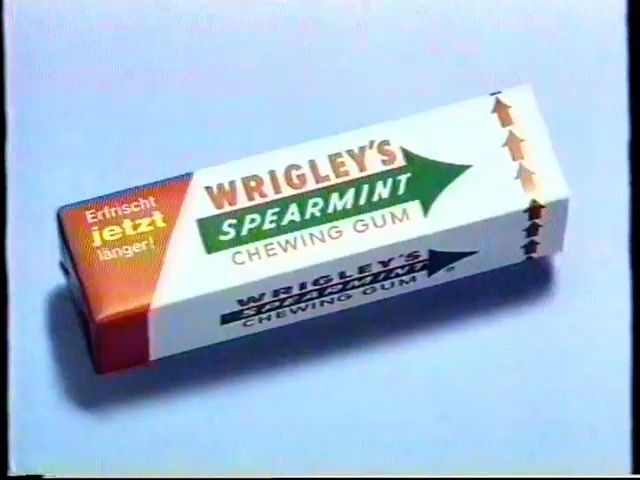 Erfrischt
jetzt
länger!
WRIGLEY'S
SPEARMINT
CHEWING GUM
WRIGLEY'S
SPEARMINT
CHEWING GUM
®